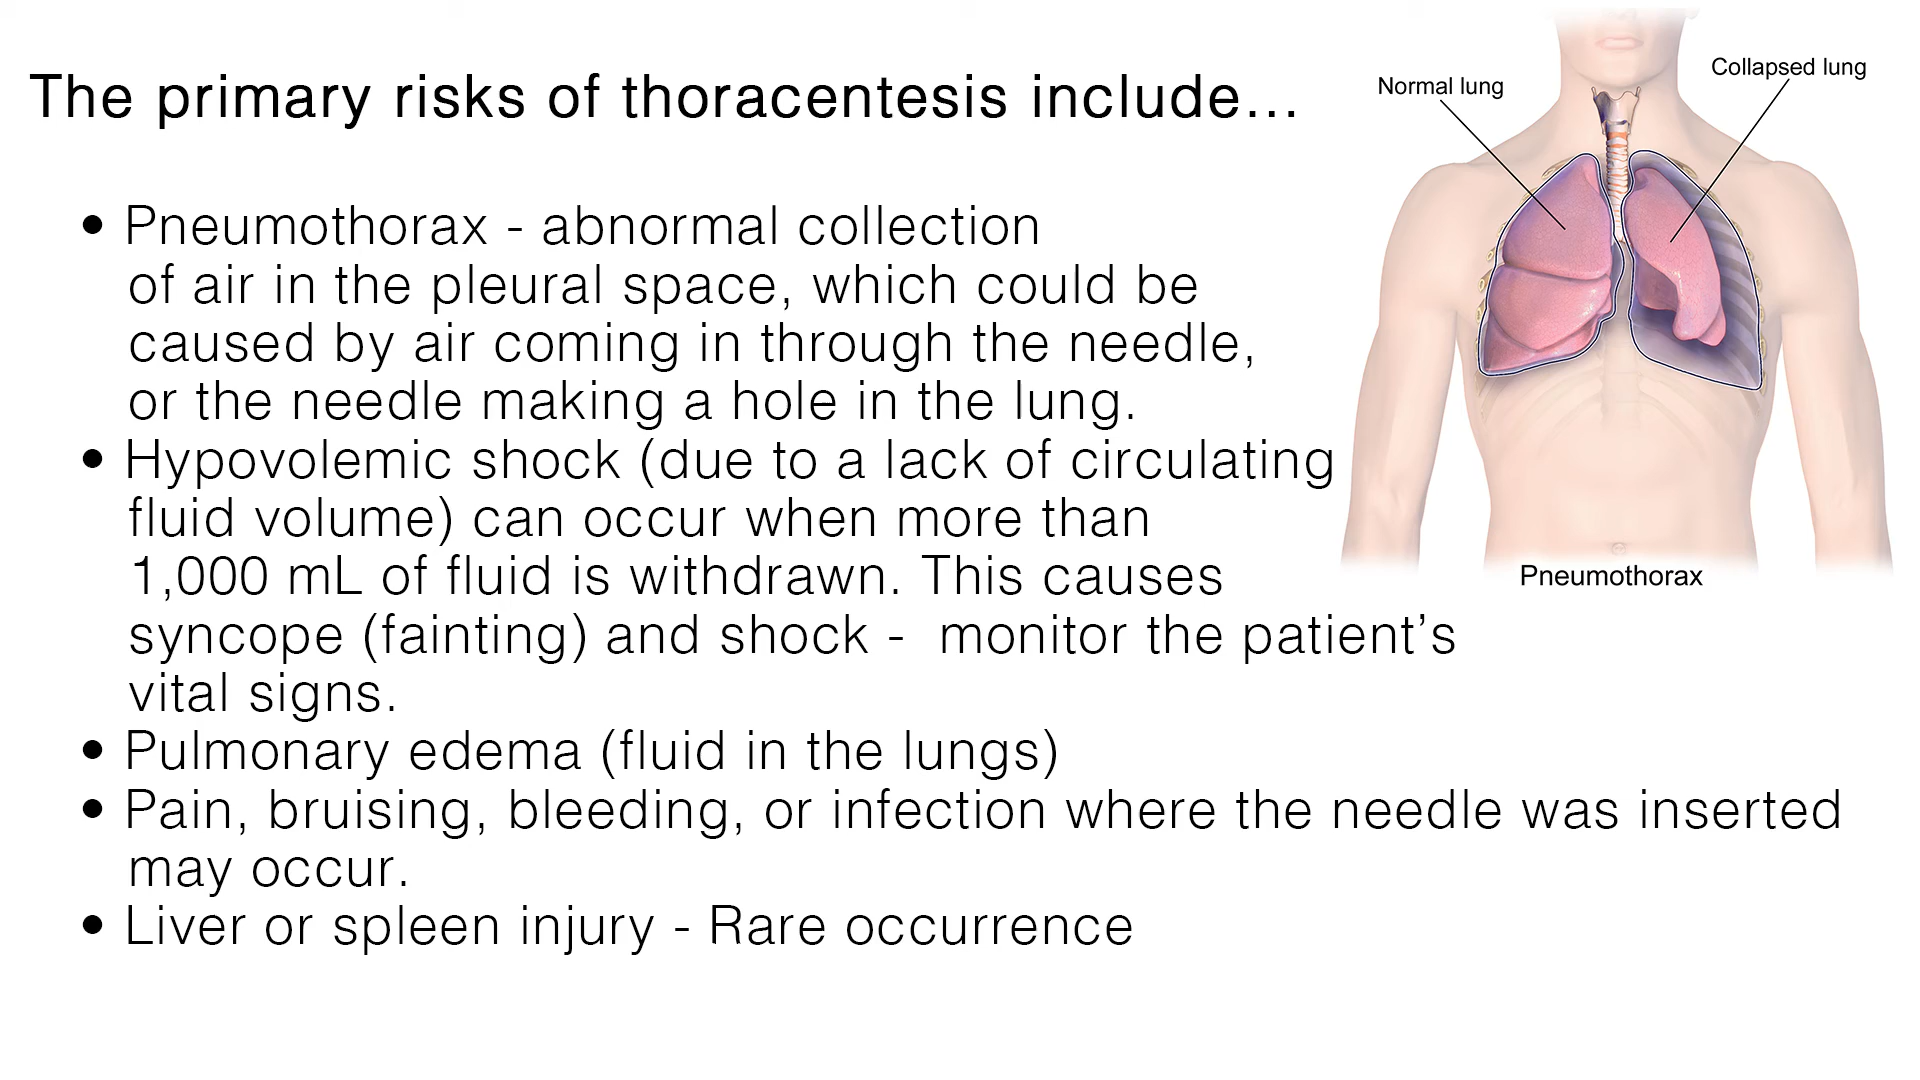 The primary risks of thoracentesis include...
Normal lung
Collapsed lung
• Pneumothorax - abnormal collection
of air in the pleural space, which could be
caused by air coming in through the needle,
or the needle making a hole in the lung.
• Hypovolemic shock (due to a lack of circulating
fluid volume) can occur when more than
1,000 mL of fluid is withdrawn. This causes
syncope (fainting) and shock -  monitor the patient’s
vital signs.
• Pulmonary edema (fluid in the lungs)
• Pain, bruising, bleeding, or infection where the needle was inserted
may occur.
• Liver or spleen injury - Rare occurrence
Pneumothorax